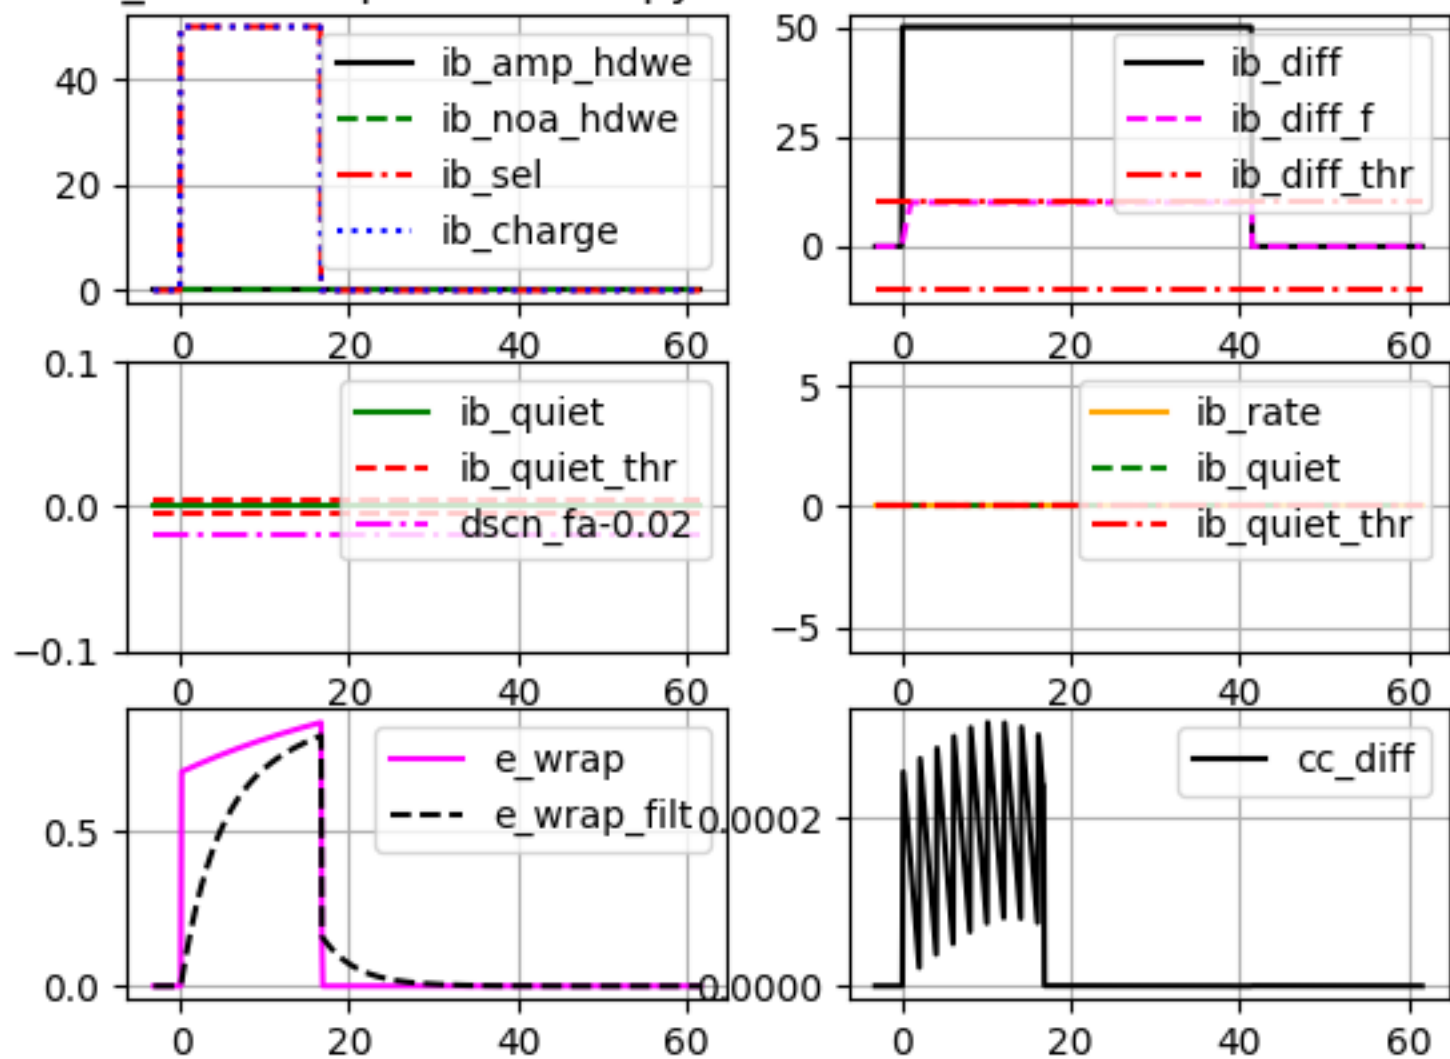 40
20
0
ib_amp_hdwe
ib_noa_hdwe
ib_sel
ib_charge
0 20 40 60
50
25
0
ib_diff
ib_diff_f
ib_diff_thr
0 20 40 60
0.1
0.0
−0.1
ib_quiet
ib_quiet_thr
dscn_fa-0.02
0 20 40 60
5
0
−5
ib_rate
ib_quiet
ib_quiet_thr
0 20 40 60
0.5
0.0
e_wrap
e_wrap_filt
0 20 40 60
0.0002
0.0000
cc_diff
0 20 40 60